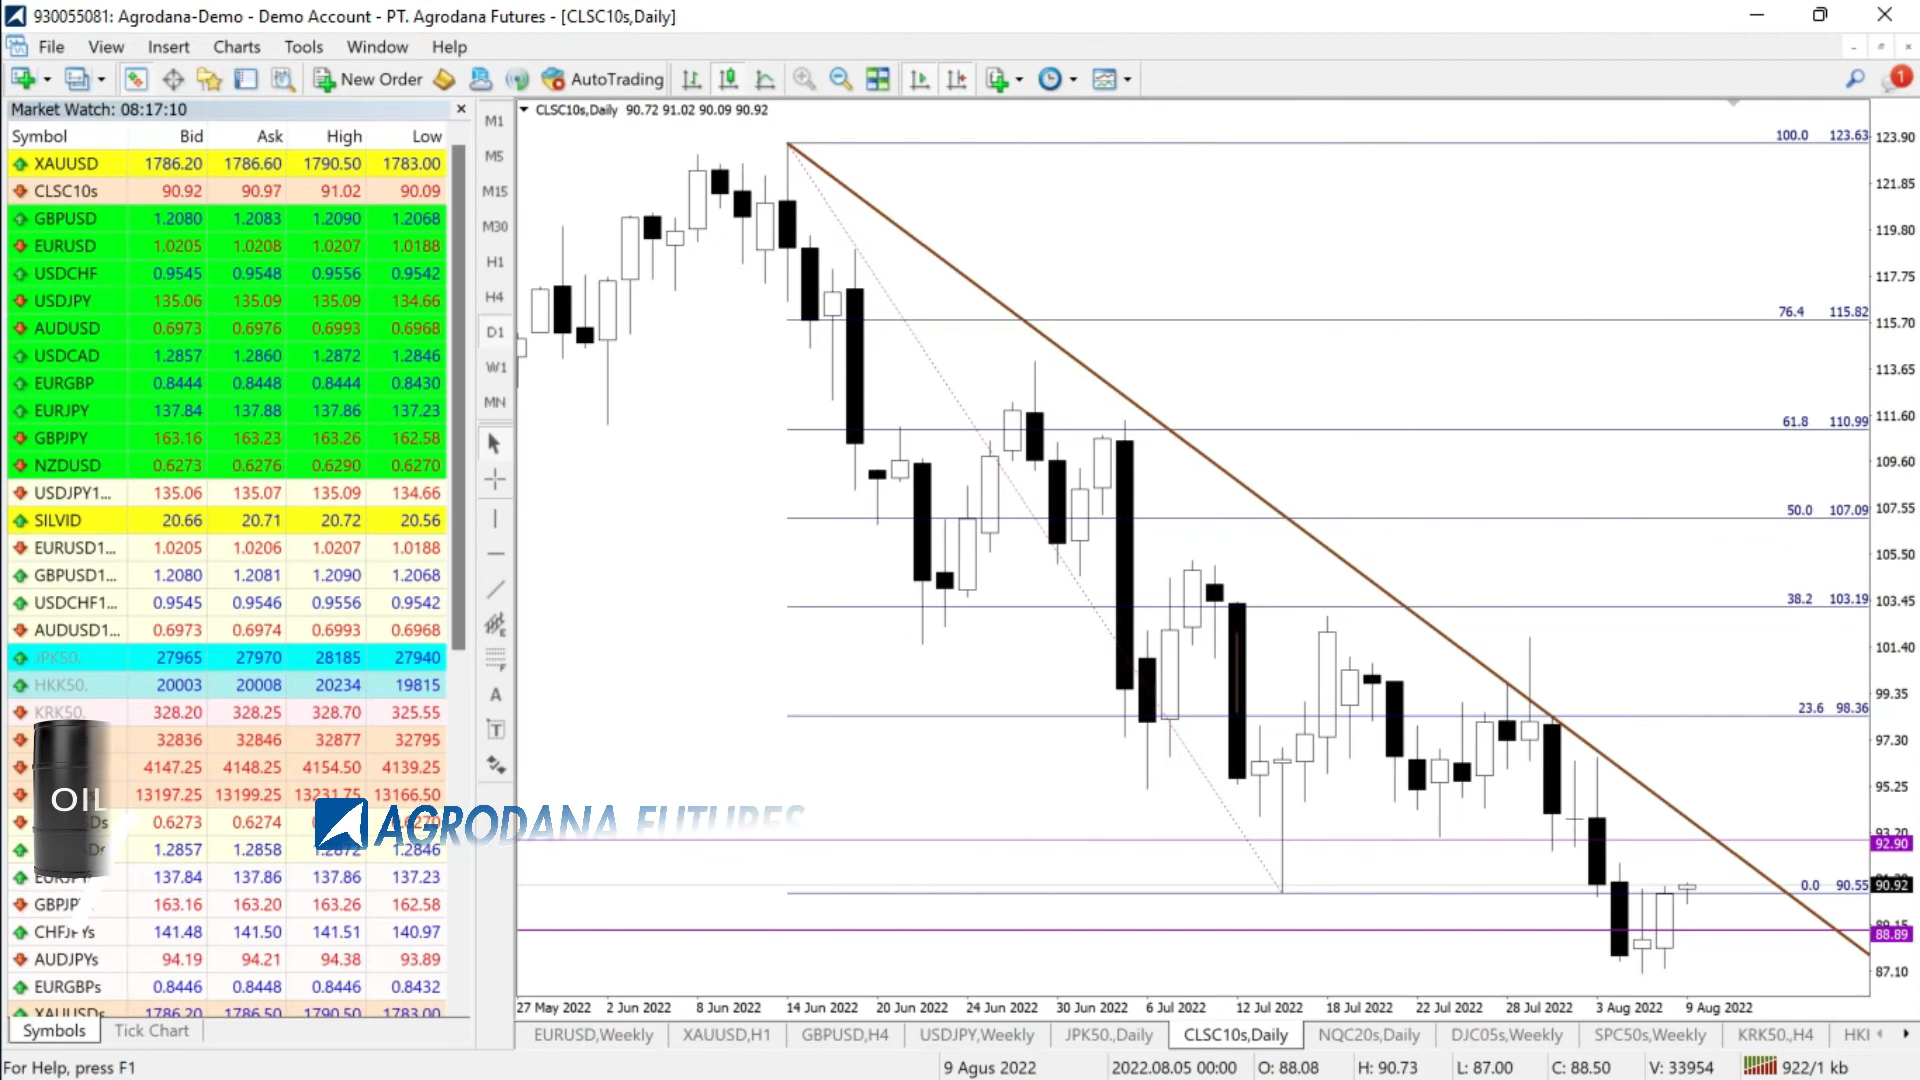 930055081: Agrodana-Demo - Demo Account - PT. Agrodana Futures - [CLSC10s,Daily]
File View Insert Charts Tools Window Help
New Order AutoTrading 1
Market Watch: 08:17:10
Symbol Bid Ask High Low
XAUUSD 1786.20 1786.60 1790.50 1783.00
CLSC10s 90.92 90.97 91.02 90.09
GBPUSD 1.2080 1.2083 1.2090 1.2068
EURUSD 1.0205 1.0208 1.0207 1.0188
USDCHF 0.9545 0.9548 0.9556 0.9542
USDJPY 135.06 135.09 135.09 134.66
AUDUSD 0.6973 0.6976 0.6993 0.6968
USDCAD 1.2857 1.2860 1.2872 1.2846
EURGBP 0.8444 0.8448 0.8444 0.8430
EURJPY 137.84 137.88 137.86 137.23
GBPJPY 163.16 163.23 163.26 162.58
NZDUSD 0.6273 0.6276 0.6290 0.6270
USDJPY1... 135.06 135.07 135.09 134.66
SILVID 20.66 20.71 20.72 20.56
EURUSD1... 1.0205 1.0206 1.0207 1.0188
GBPUSD1... 1.2080 1.2081 1.2090 1.2068
USDCHF1... 0.9545 0.9546 0.9556 0.9542
AUDUSD1... 0.6973 0.6974 0.6993 0.6968
JPK50. 27965 27970 28185 27940
HKK50. 20003 20008 20234 19815
KRK50. 328.20 328.25 328.70 325.55
32836 32846 32877 32795
4147.25 4148.25 4154.50 4139.25
13197.25 13199.25 13231.75 13166.50
0.6273 0.6274
1.2857 1.2858 1.2872 1.2846
137.84 137.86 137.86 137.23
163.16 163.20 163.26 162.58
141.48 141.50 141.51 140.97
AUDJPYs 94.19 94.21 94.38 93.89
EURGBPs 0.8446 0.8448 0.8446 0.8432
XAUUSDs 1786.20 1786.50 1790.50 1783.00
Symbols Tick Chart
OIL
AGRODANA FUTURES
M1
M5
M15
M30
H1
H4
D1
W1
MN
A
T
CLSC10s,Daily 90.72 91.02 90.09 90.92
100.0 123.63
76.4 115.82
61.8 110.99
50.0 107.09
38.2 103.19
23.6 98.36
0.0 90.55
123.90
121.85
119.80
117.75
115.70
113.65
111.60
109.60
107.55
105.50
103.45
101.40
99.35
97.30
95.25
93.20
92.90
90.92
89.15
88.89
87.10
27 May 2022 2 Jun 2022 8 Jun 2022 14 Jun 2022 20 Jun 2022 24 Jun 2022 30 Jun 2022 6 Jul 2022 12 Jul 2022 18 Jul 2022 22 Jul 2022 28 Jul 2022 3 Aug 2022 9 Aug 2022
EURUSD,Weekly XAUUSD,H1 GBPUSD,H4 USDJPY,Weekly JPK50.,Daily CLSC10s,Daily NQC20s,Daily DJC05s,Weekly SPC50s,Weekly KRK50.,H4 HKI
For Help, press F1 9 Agus 2022 2022.08.05 00:00 O: 88.08 H: 90.73 L: 87.00 C: 88.50 V: 33954 922/1 kb